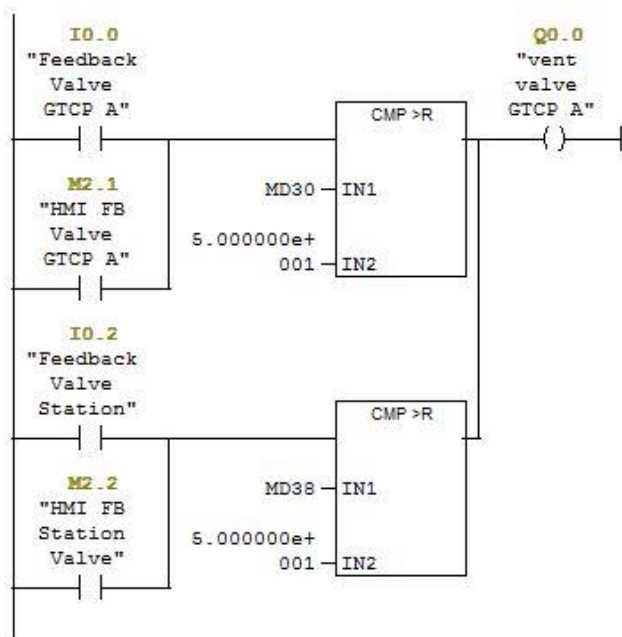 I0.0
"Feedback
Valve
GTCP A"
Q0.0
"vent
valve
GTCP A"
CMP >R
M2.1
"HMI FB
Valve
GTCP A"
MD30 IN1
5.000000e+
001 IN2
I0.2
"Feedback
Valve
Station"
CMP >R
M2.2
"HMI FB
Station
Valve"
MD38 IN1
5.000000e+
001 IN2